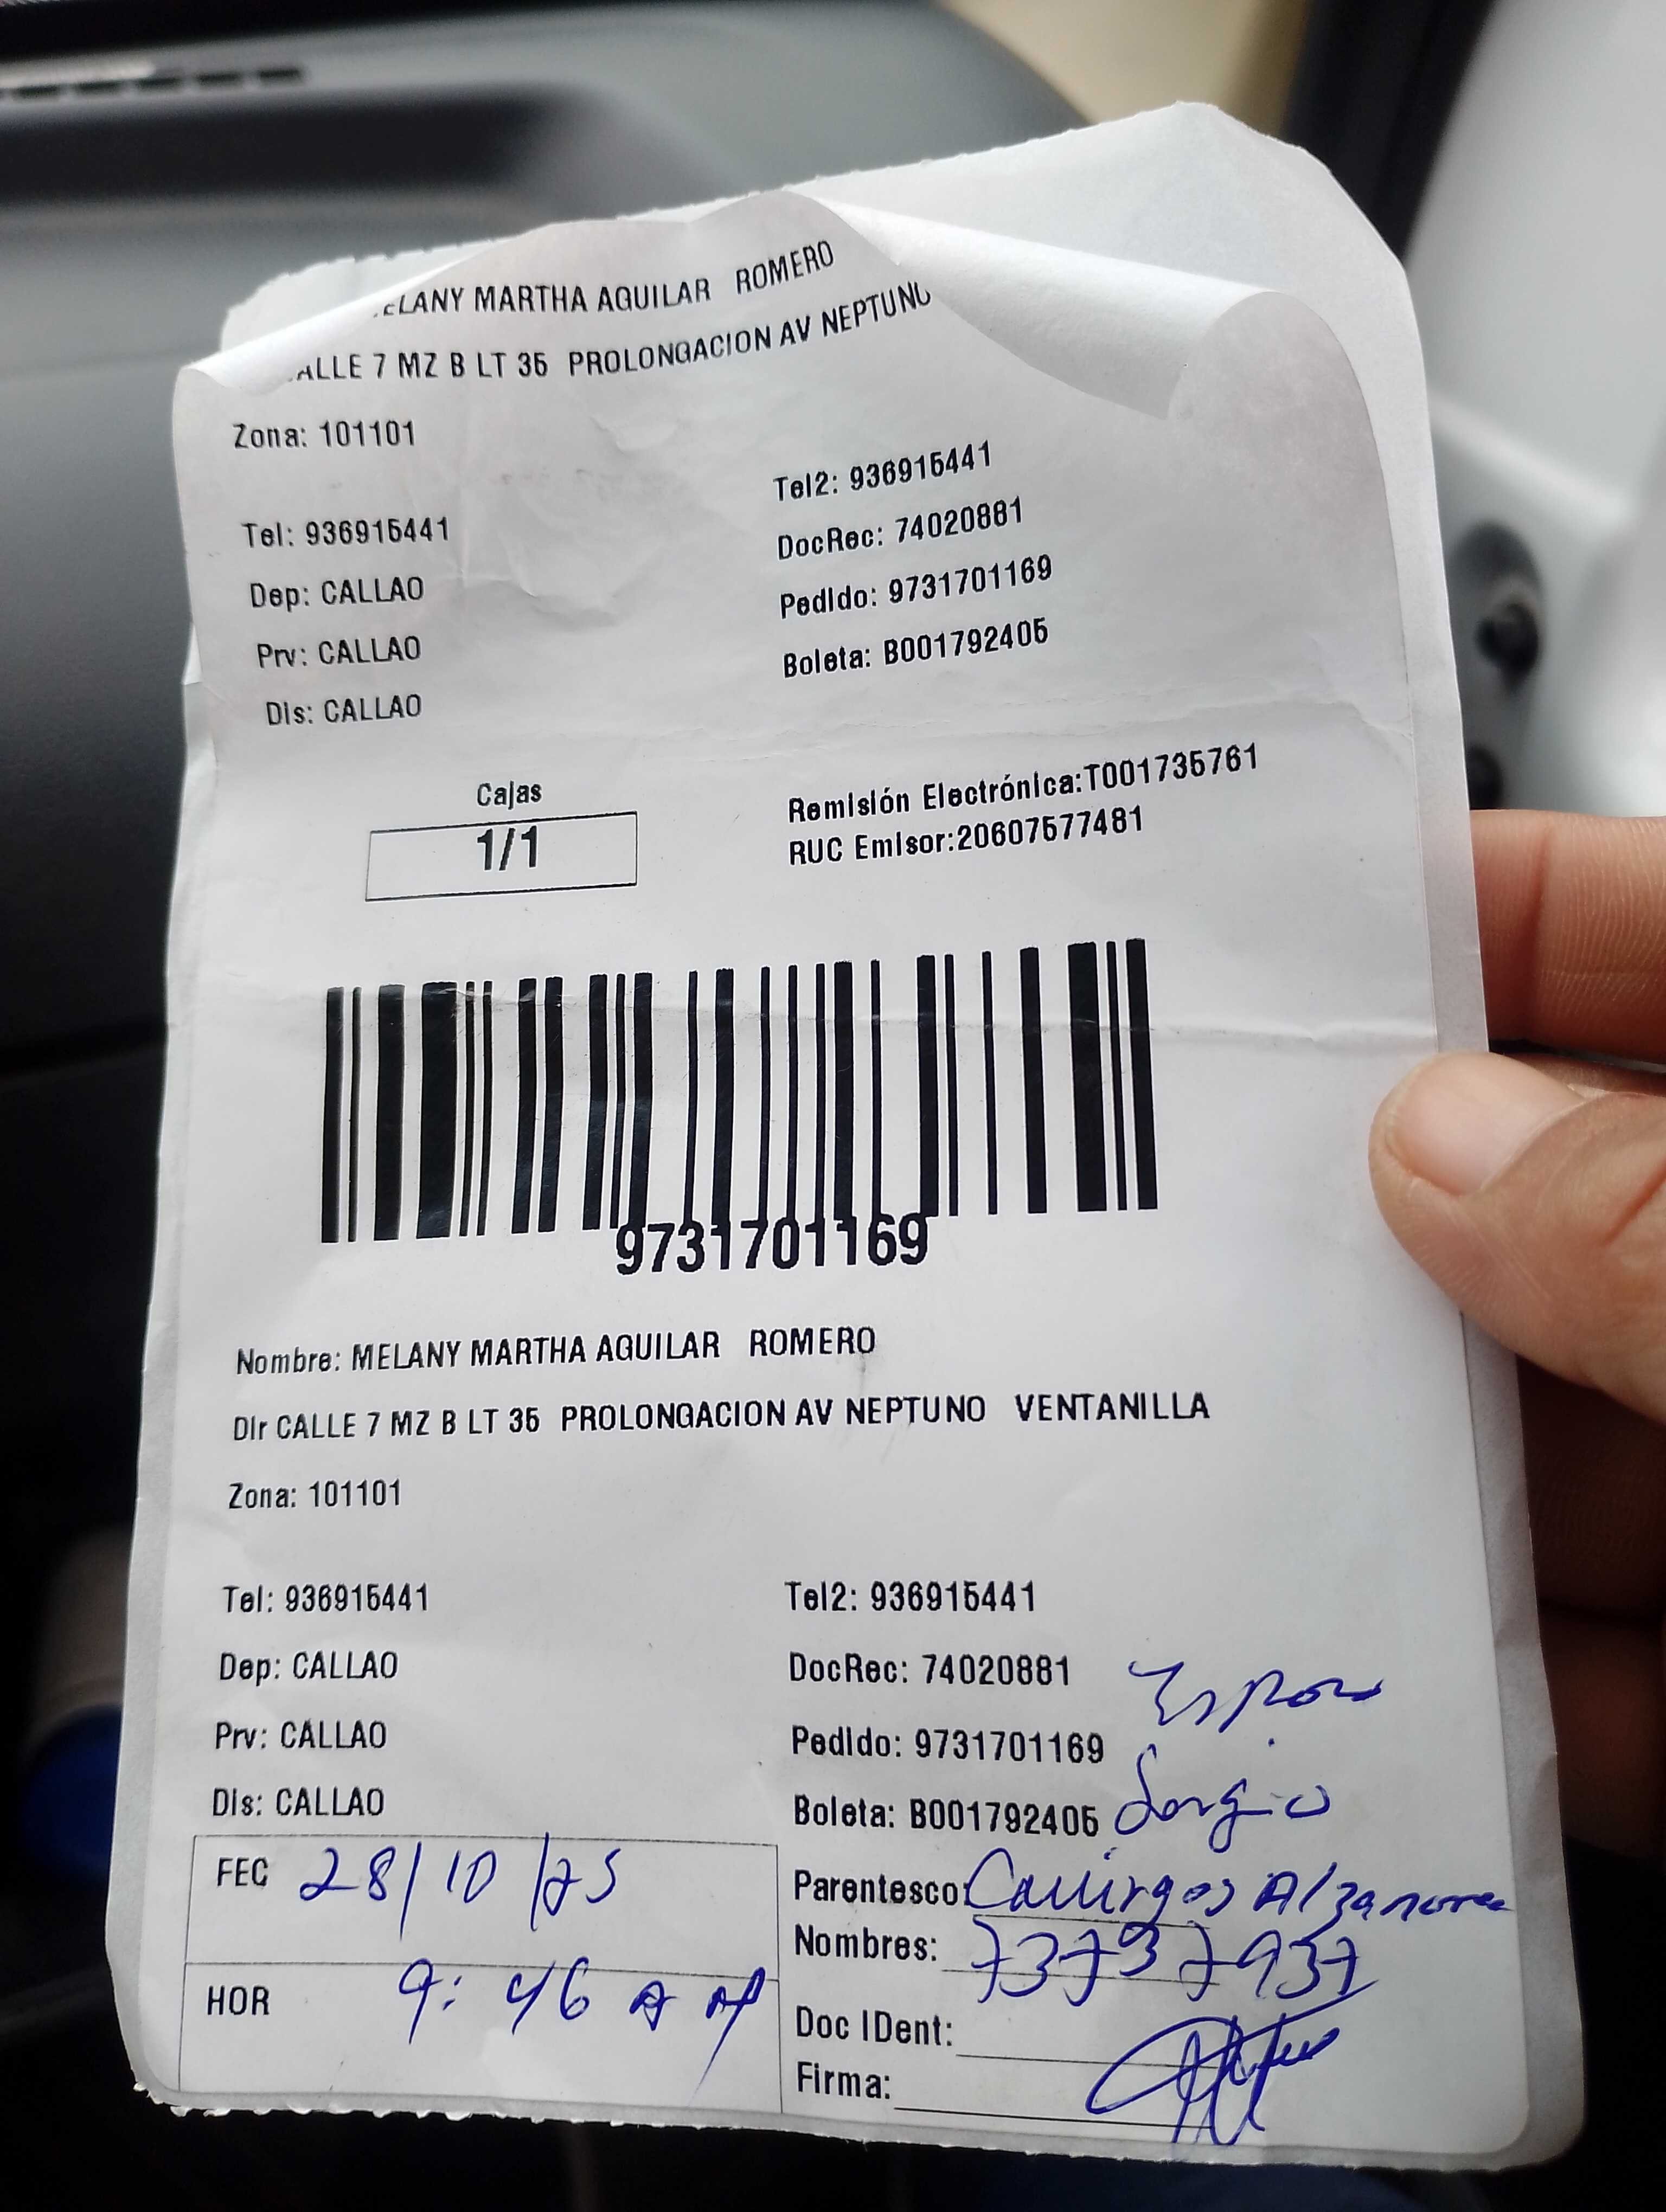 ELANY MARTHA AGUILAR ROMERO
ALLE 7 MZ B LT 35 PROLONGACION AV NEPTUNO
Zona: 101101
Tel2: 936915441
Tel: 936915441
DocRec: 74020881
Dep: CALLAO
Pedido: 9731701169
Prv: CALLAO
Boleta: B001792405
Dis: CALLAO
Cajas
1/1
Remisión Electrónica:T001735761
RUC Emisor:20607577481
9731701169
Nombre: MELANY MARTHA AGUILAR ROMERO
Dir CALLE 7 MZ B LT 35 PROLONGACION AV NEPTUNO VENTANILLA
Zona: 101101
Tel: 936915441 Tel2: 936915441
Dep: CALLAO DocRec: 74020881
Prv: CALLAO Pedido: 9731701169
Dis: CALLAO Boleta: B001792405 Sergio
FEC 28/10/25
Parentesco:
Nombres: 73737937
HOR 9:46 AM
Doc IDent:
Firma: